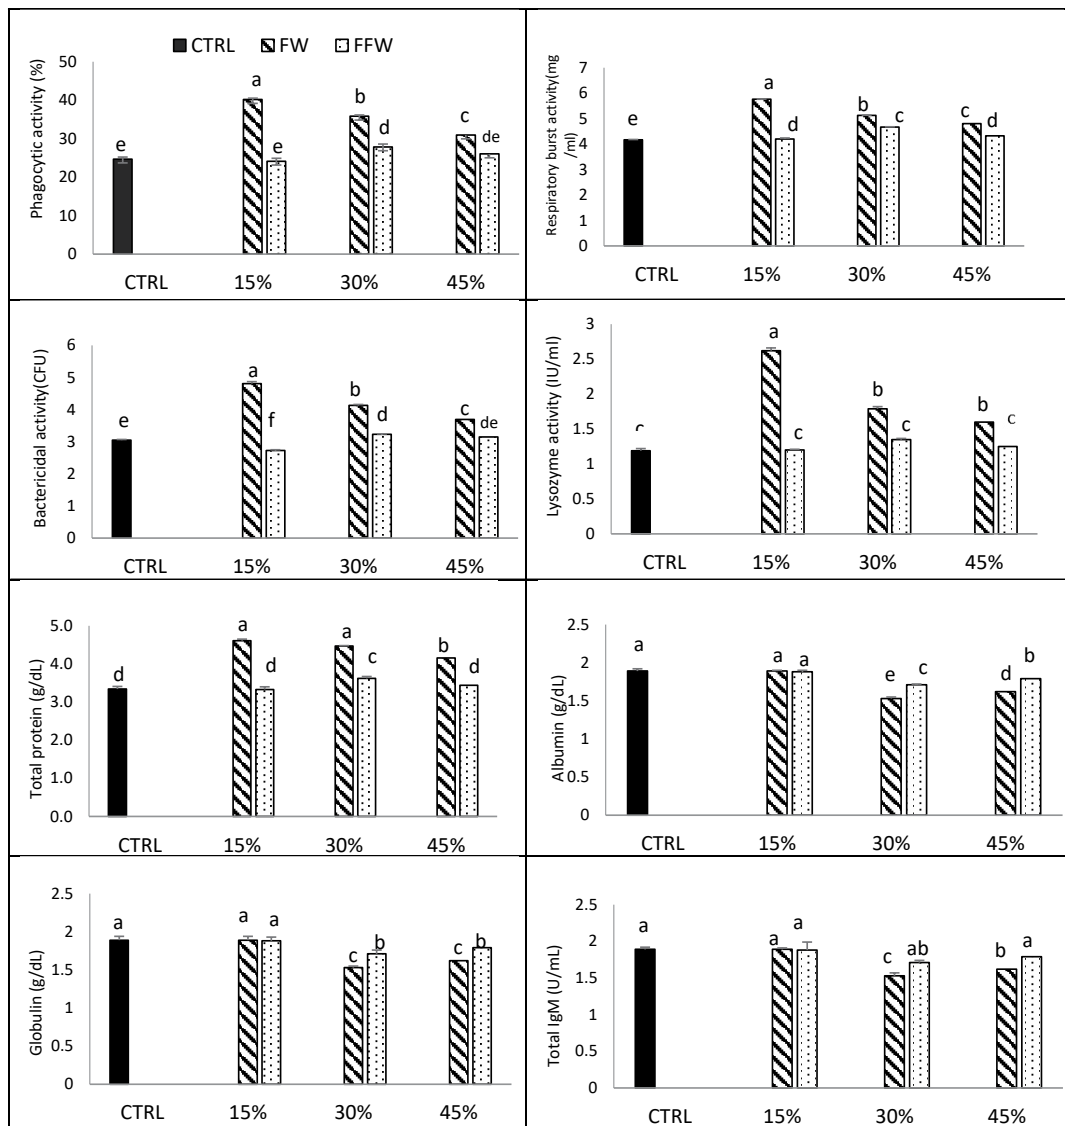 CTRL FW FFW
Phagocytic activity (%)
50
40
30
20
10
0
e
a
e
b
d
c
de
CTRL 15% 30% 45%
Respiratory burst activity(mg
/ml)
7
6
5
4
3
2
1
0
e
a
d
b
c
c
d
CTRL 15% 30% 45%
Bactericidal activity(CFU)
6
5
4
3
2
1
0
e
a
f
b
d
c
de
CTRL 15% 30% 45%
Lysozyme activity (IU/ml)
3
2.5
2
1.5
1
0.5
0
a
c
b
c
b
c
CTRL 15% 30% 45%
Total protein (g/dL)
5.0
4.0
3.0
2.0
1.0
0.0
d
a
d
a
c
b
d
CTRL 15% 30% 45%
Albumin (g/dL)
2.5
2
1.5
1
0.5
0
a
a
a
e
c
d
b
CTRL 15% 30% 45%
Globulin (g/dL)
2.5
2
1.5
1
0.5
0
a
a
a
c
b
c
b
CTRL 15% 30% 45%
Total IgM (U/mL)
2.5
2
1.5
1
0.5
0
a
a
a
c
ab
b
a
CTRL 15% 30% 45%